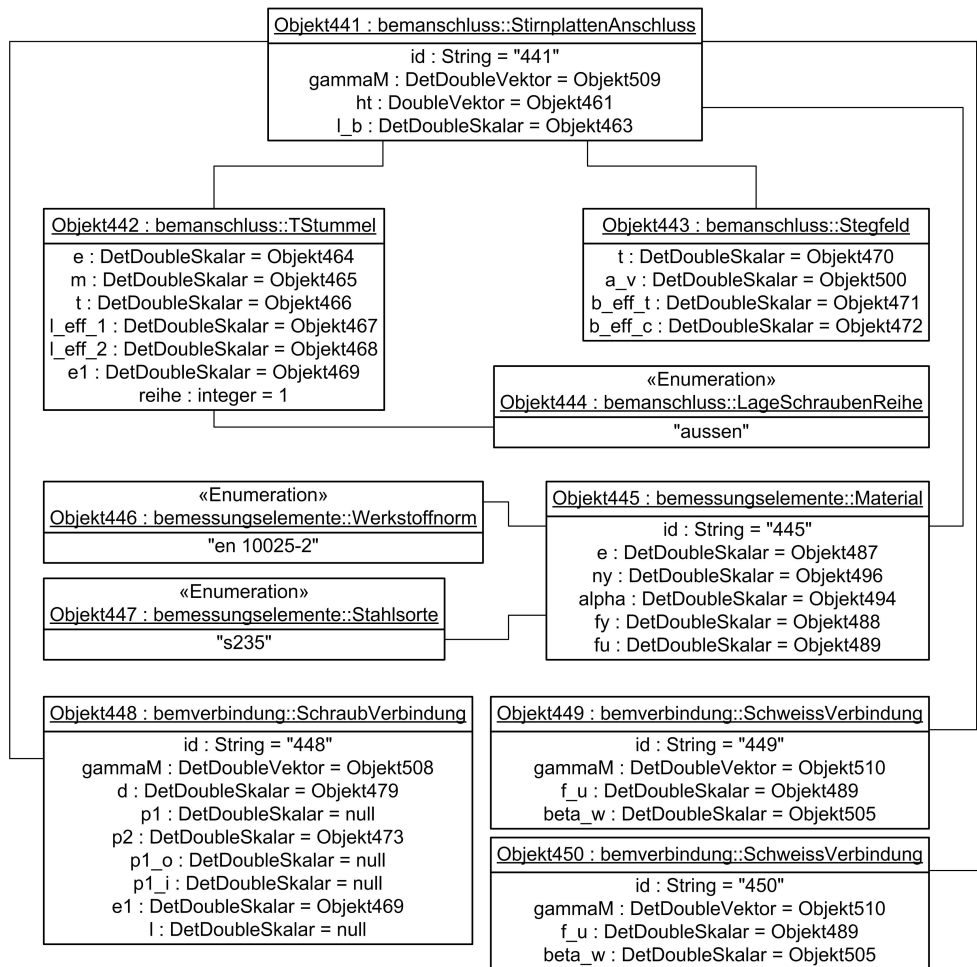 Objekt441 : bemanschluss::StirnplattenAnschluss
id : String = "441"
gammaM : DetDoubleVektor = Objekt509
ht : DoubleVektor = Objekt461
l_b : DetDoubleSkalar = Objekt463
Objekt442 : bemanschluss::TStummel
e : DetDoubleSkalar = Objekt464
m : DetDoubleSkalar = Objekt465
t : DetDoubleSkalar = Objekt466
l_eff_1 : DetDoubleSkalar = Objekt467
l_eff_2 : DetDoubleSkalar = Objekt468
e1 : DetDoubleSkalar = Objekt469
reihe : integer = 1
Objekt443 : bemanschluss::Stegfeld
t : DetDoubleSkalar = Objekt470
a_v : DetDoubleSkalar = Objekt500
b_eff_t : DetDoubleSkalar = Objekt471
b_eff_c : DetDoubleSkalar = Objekt472
«Enumeration»
Objekt444 : bemanschluss::LageSchraubenReihe
"aussen"
«Enumeration»
Objekt446 : bemessungselemente::Werkstoffnorm
"en 10025-2"
«Enumeration»
Objekt447 : bemessungselemente::Stahlsorte
"s235"
Objekt445 : bemessungselemente::Material
id : String = "445"
e : DetDoubleSkalar = Objekt487
ny : DetDoubleSkalar = Objekt496
alpha : DetDoubleSkalar = Objekt494
fy : DetDoubleSkalar = Objekt488
fu : DetDoubleSkalar = Objekt489
Objekt448 : bemverbindung::SchraubVerbindung
id : String = "448"
gammaM : DetDoubleVektor = Objekt508
d : DetDoubleSkalar = Objekt479
p1 : DetDoubleSkalar = null
p2 : DetDoubleSkalar = Objekt473
p1_o : DetDoubleSkalar = null
p1_i : DetDoubleSkalar = null
e1 : DetDoubleSkalar = Objekt469
l : DetDoubleSkalar = null
Objekt449 : bemverbindung::SchweissVerbindung
id : String = "449"
gammaM : DetDoubleVektor = Objekt510
f_u : DetDoubleSkalar = Objekt489
beta_w : DetDoubleSkalar = Objekt505
Objekt450 : bemverbindung::SchweissVerbindung
id : String = "450"
gammaM : DetDoubleVektor = Objekt510
f_u : DetDoubleSkalar = Objekt489
beta_w : DetDoubleSkalar = Objekt505